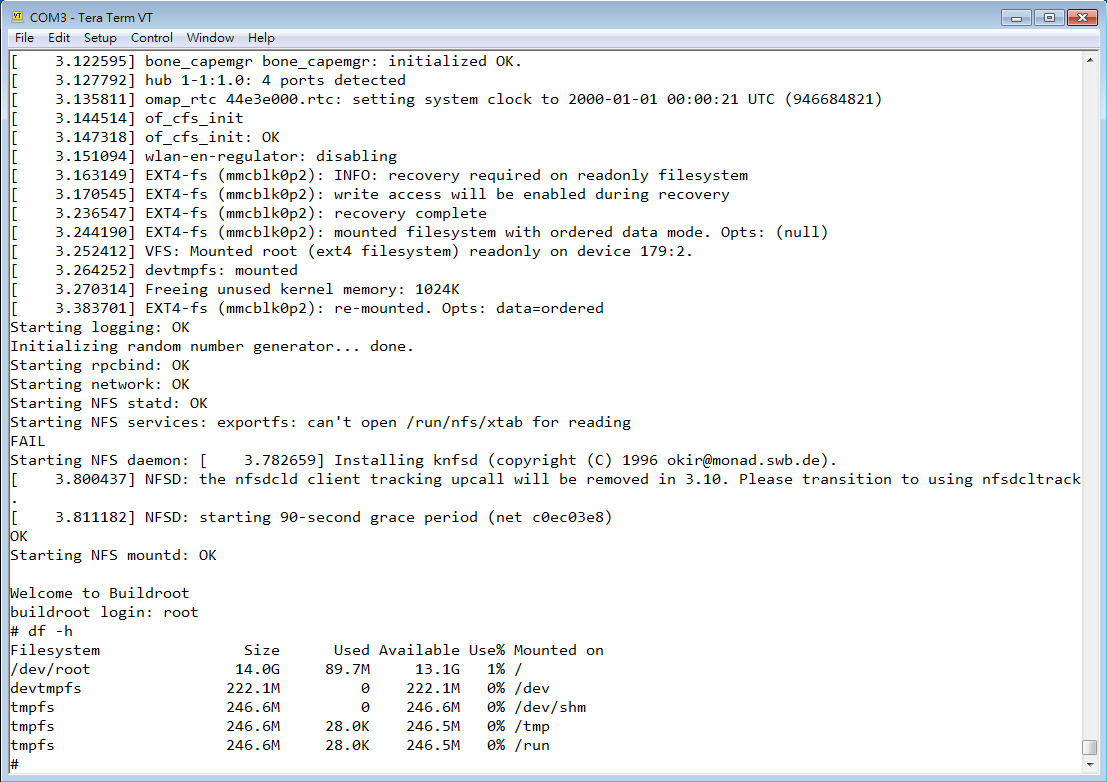 COM3 - Tera Term VT
File Edit Setup Control Window Help
[    3.122595] bone_capemgr bone_capemgr: initialized OK.
[    3.127792] hub 1-1:1.0: 4 ports detected
[    3.135811] omap_rtc 44e3e000.rtc: setting system clock to 2000-01-01 00:00:21 UTC (946684821)
[    3.144514] of_cfs_init
[    3.147318] of_cfs_init: OK
[    3.151094] wlan-en-regulator: disabling
[    3.163149] EXT4-fs (mmcblk0p2): INFO: recovery required on readonly filesystem
[    3.170545] EXT4-fs (mmcblk0p2): write access will be enabled during recovery
[    3.236547] EXT4-fs (mmcblk0p2): recovery complete
[    3.244190] EXT4-fs (mmcblk0p2): mounted filesystem with ordered data mode. Opts: (null)
[    3.252412] VFS: Mounted root (ext4 filesystem) readonly on device 179:2.
[    3.264252] devtmpfs: mounted
[    3.270314] Freeing unused kernel memory: 1024K
[    3.383701] EXT4-fs (mmcblk0p2): re-mounted. Opts: data=ordered
Starting logging: OK
Initializing random number generator... done.
Starting rpcbind: OK
Starting network: OK
Starting NFS statd: OK
Starting NFS services: exportfs: can't open /run/nfs/xtab for reading
FAIL
Starting NFS daemon: [    3.782659] Installing knfsd (copyright (C) 1996 okir@monad.swb.de).
[    3.800437] NFSD: the nfsdcld client tracking upcall will be removed in 3.10. Please transition to using nfsdcltrack
.
[    3.811182] NFSD: starting 90-second grace period (net c0ec03e8)
OK
Starting NFS mountd: OK
Welcome to Buildroot
buildroot login: root
# df -h
Filesystem                Size      Used Available Use% Mounted on
/dev/root                14.0G     89.7M     13.1G   1% /
devtmpfs                222.1M         0    222.1M   0% /dev
tmpfs                   246.6M         0    246.6M   0% /dev/shm
tmpfs                   246.6M     28.0K    246.5M   0% /tmp
tmpfs                   246.6M     28.0K    246.5M   0% /run
#